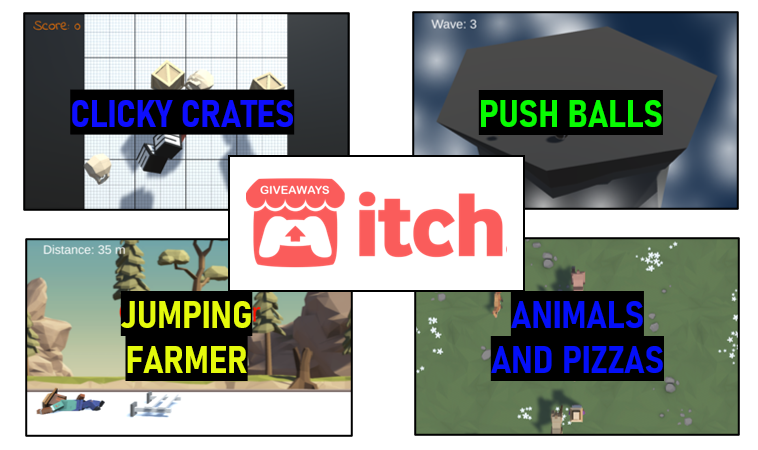 Score: 0
CLICKY CRATES
Wave: 3
PUSH BALLS
GIVEAWAYS
itch
Distance: 35 m
JUMPING
FARMER
ANIMALS
AND PIZZAS